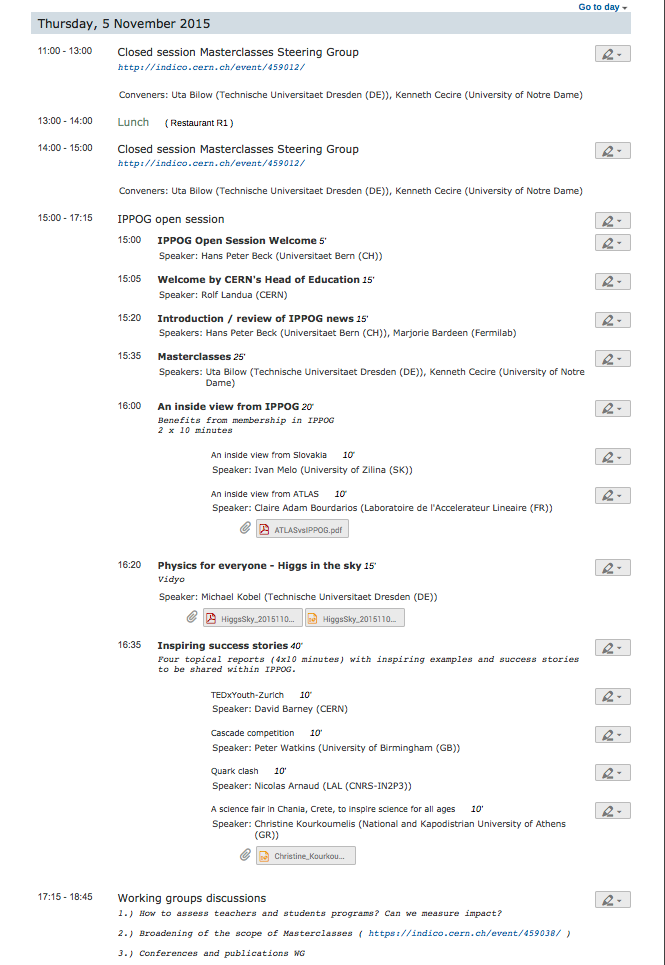 Go to day
Thursday, 5 November 2015
11:00 - 13:00 Closed session Masterclasses Steering Group
http://indico.cern.ch/event/459012/
Conveners: Uta Bilow (Technische Universitaet Dresden (DE)), Kenneth Cecire (University of Notre Dame)
13:00 - 14:00 Lunch ( Restaurant R1 )
14:00 - 15:00 Closed session Masterclasses Steering Group
http://indico.cern.ch/event/459012/
Conveners: Uta Bilow (Technische Universitaet Dresden (DE)), Kenneth Cecire (University of Notre Dame)
15:00 - 17:15 IPPOG open session
15:00 IPPOG Open Session Welcome 5'
Speaker: Hans Peter Beck (Universitaet Bern (CH))
15:05 Welcome by CERN's Head of Education 15'
Speaker: Rolf Landua (CERN)
15:20 Introduction / review of IPPOG news 15'
Speakers: Hans Peter Beck (Universitaet Bern (CH)), Marjorie Bardeen (Fermilab)
15:35 Masterclasses 25'
Speakers: Uta Bilow (Technische Universitaet Dresden (DE)), Kenneth Cecire (University of Notre
Dame)
16:00 An inside view from IPPOG 20'
Benefits from membership in IPPOG
2 x 10 minutes
An inside view from Slovakia 10'
Speaker: Ivan Melo (University of Zilina (SK))
An inside view from ATLAS 10'
Speaker: Claire Adam Bourdarios (Laboratoire de l'Accelerateur Lineaire (FR))
ATLASvsIPPOG.pdf
16:20 Physics for everyone - Higgs in the sky 15'
Vidyo
Speaker: Michael Kobel (Technische Universitaet Dresden (DE))
HiggsSky_2015110... HiggsSky_2015110...
16:35 Inspiring success stories 40'
Four topical reports (4x10 minutes) with inspiring examples and success stories
to be shared within IPPOG.
TEDxYouth-Zurich 10'
Speaker: David Barney (CERN)
Cascade competition 10'
Speaker: Peter Watkins (University of Birmingham (GB))
Quark clash 10'
Speaker: Nicolas Arnaud (LAL (CNRS-IN2P3))
A science fair in Chania, Crete, to inspire science for all ages 10'
Speaker: Christine Kourkoumelis (National and Kapodistrian University of Athens
(GR))
Christine_Kourkou...
17:15 - 18:45 Working groups discussions
1.) How to assess teachers and students programs? Can we measure impact?
2.) Broadening of the scope of Masterclasses ( https://indico.cern.ch/event/459038/ )
3.) Conferences and publications WG